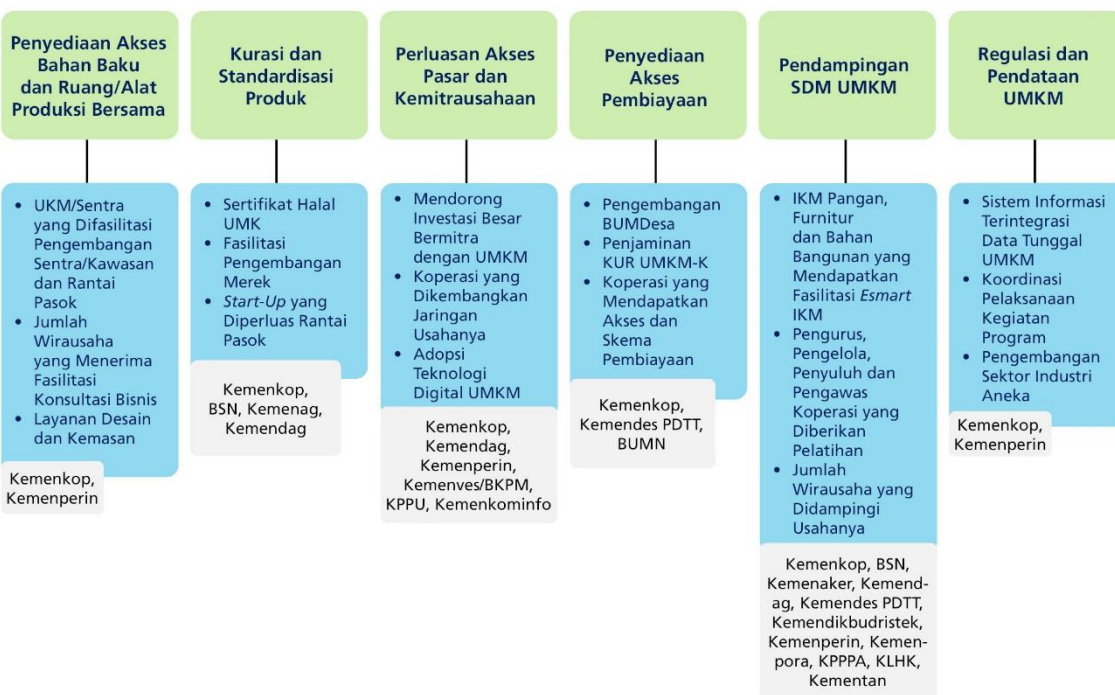 Penyediaan Akses
Bahan Baku
dan Ruang/Alat
Produksi Bersama
• UKM/Sentra
yang Difasilitasi
Pengembangan
Sentra/Kawasan
dan Rantai
Pasok
• Jumlah
Wirausaha
yang Menerima
Fasilitasi
Konsultasi Bisnis
• Layanan Desain
dan Kemasan
Kemenkop,
Kemenperin
Kurasi dan
Standardisasi
Produk
• Sertifikat Halal
UMK
• Fasilitasi
Pengembangan
Merek
• Start-Up yang
Diperluas Rantai
Pasok
Kemenkop,
BSN, Kemenag,
Kemendag
Perluasan Akses
Pasar dan
Kemitrausahaan
• Mendorong
Investasi Besar
Bermitra
dengan UMKM
• Koperasi yang
Dikembangkan
Jaringan
Usahanya
• Adopsi
Teknologi
Digital UMKM
Kemenkop,
Kemendag,
Kemenperin,
Kemenves/BKPM,
KPPU, Kemenkominfo
Penyediaan
Akses
Pembiayaan
• Pengembangan
BUMDesa
• Penjaminan
KUR UMKM-K
• Koperasi yang
Mendapatkan
Akses dan
Skema
Pembiayaan
Kemenkop,
Kemendes PDTT,
BUMN
Pendampingan
SDM UMKM
• IKM Pangan,
Furnitur
dan Bahan
Bangunan yang
Mendapatkan
Fasilitasi Esmart
IKM
• Pengurus,
Pengelola,
Penyuluh dan
Pengawas
Koperasi yang
Diberikan
Pelatihan
• Jumlah
Wirausaha yang
Didampingi
Usahanya
Kemenkop, BSN,
Kemenaker, Kemend-
ag, Kemendes PDTT,
Kemendikbudristek,
Kemenperin, Kemen-
pora, KPPPA, KLHK,
Kementan
Regulasi dan
Pendataan
UMKM
• Sistem Informasi
Terintegrasi
Data Tunggal
UMKM
• Koordinasi
Pelaksanaan
Kegiatan
Program
• Pengembangan
Sektor Industri
Aneka
Kemenkop,
Kemenperin